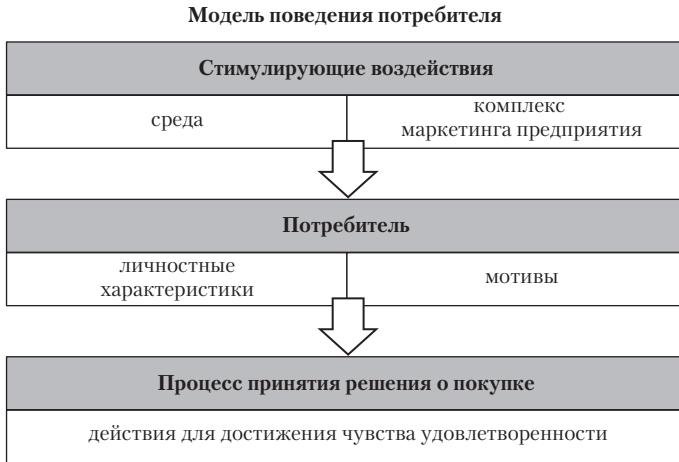 Модель поведения потребителя
Стимулирующие воздействия
среда
комплекс
маркетинга предприятия
Потребитель
личностные
характеристики
мотивы
Процесс принятия решения о покупке
действия для достижения чувства удовлетворенности